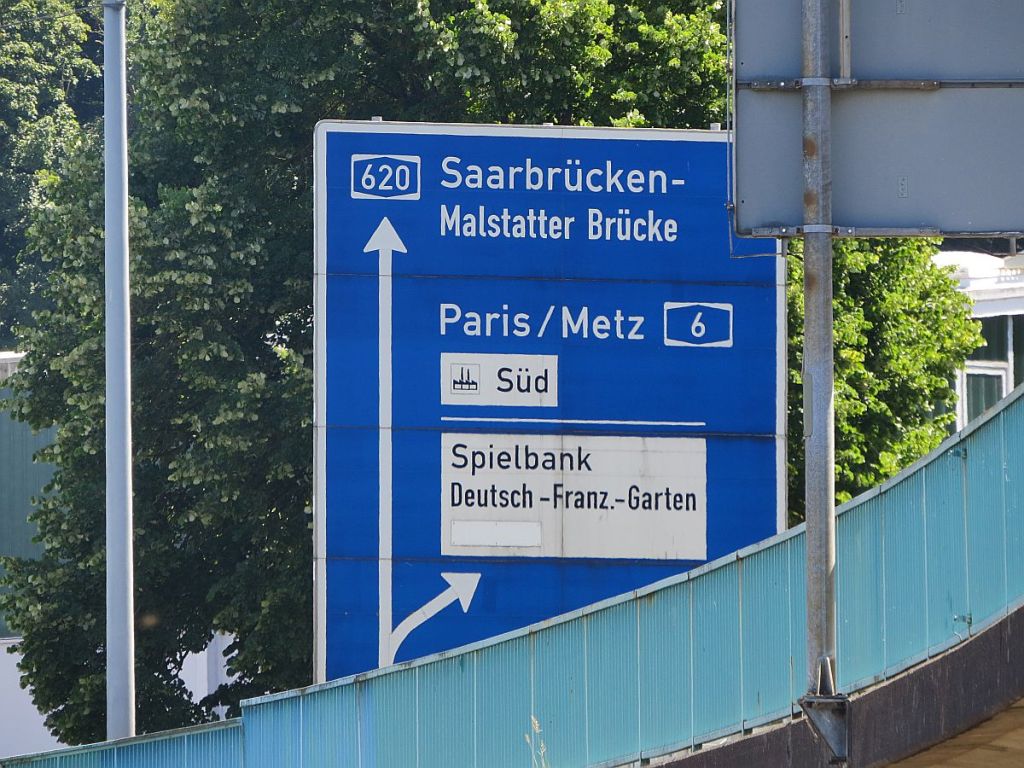 620 Saarbrücken-
Malstatter Brücke
Paris/Metz 6
Süd
Spielbank
Deutsch-Franz.-Garten